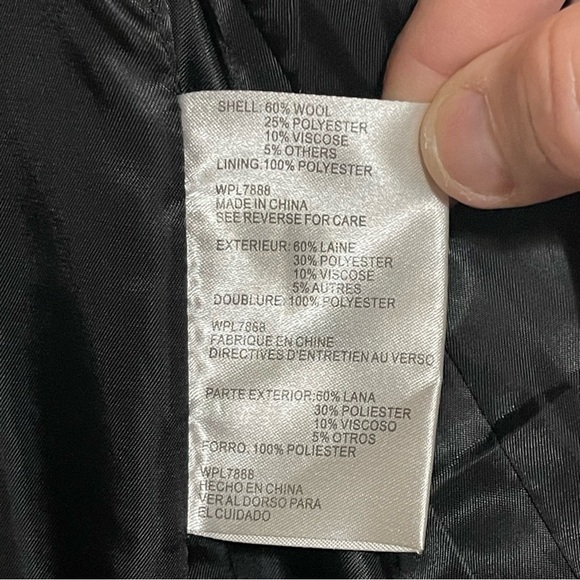 SHELL: 60% WOOL
25% POLYESTER
10% VISCOSE
5% OTHERS
LINING:100% POLYESTER
WPL7888
MADE IN CHINA
SEE REVERSE FOR CARE
EXTERIEUR: 60% LAINE
30% POLYESTER
10% VISCOSE
5% AUTRES
DOUBLURE: 100% POLYESTER
WPL7888
FABRIQUE EN CHINE
DIRECTIVES D'ENTRETIEN AU VERSO
PARTE EXTERIOR:60% LANA
30% POLIESTER
10% VISCOSO
5% OTROS
FORRO: 100% POLIESTER
WPL7888
HECHO EN CHINA
VER AL DORSO PARA
EL CUIDADO